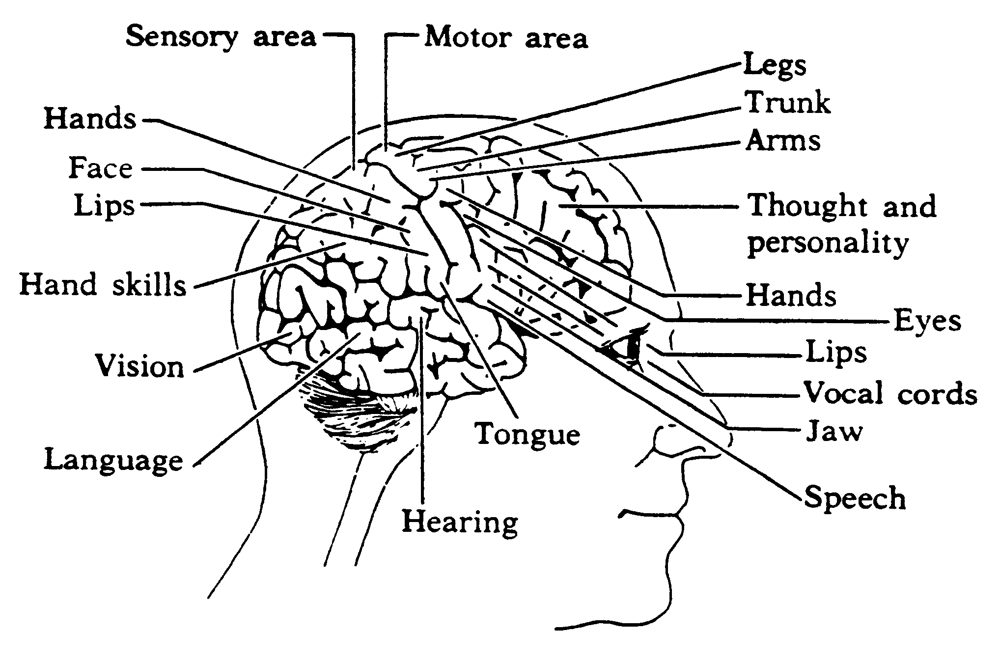 Sensory area
Motor area
Legs
Trunk
Arms
Thought and
personality
Hands
Eyes
Lips
Vocal cords
Jaw
Speech
Hands
Face
Lips
Hand skills
Vision
Language
Tongue
Hearing